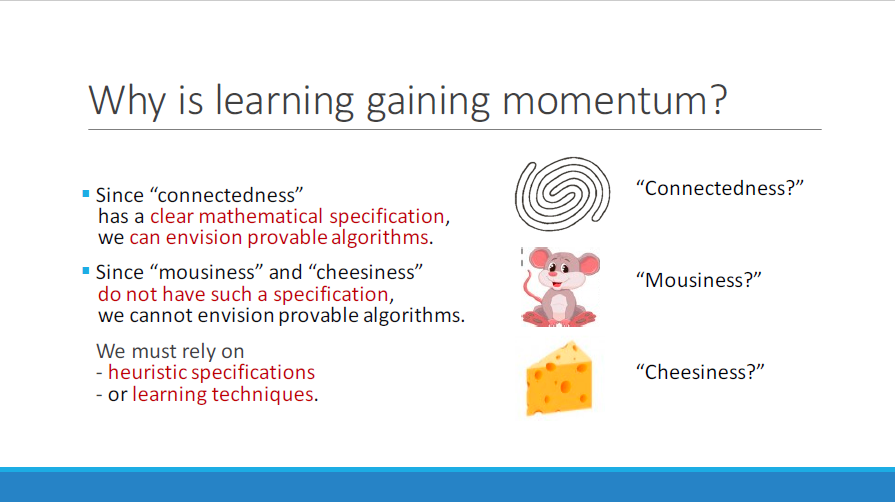 Why is learning gaining momentum?
▪ Since “connectedness”
has a clear mathematical specification,
we can envision provable algorithms.
▪ Since “mousiness” and “cheesiness”
do not have such a specification,
we cannot envision provable algorithms.
We must rely on
- heuristic specifications
- or learning techniques.
“Connectedness?”
“Mousiness?”
“Cheesiness?”